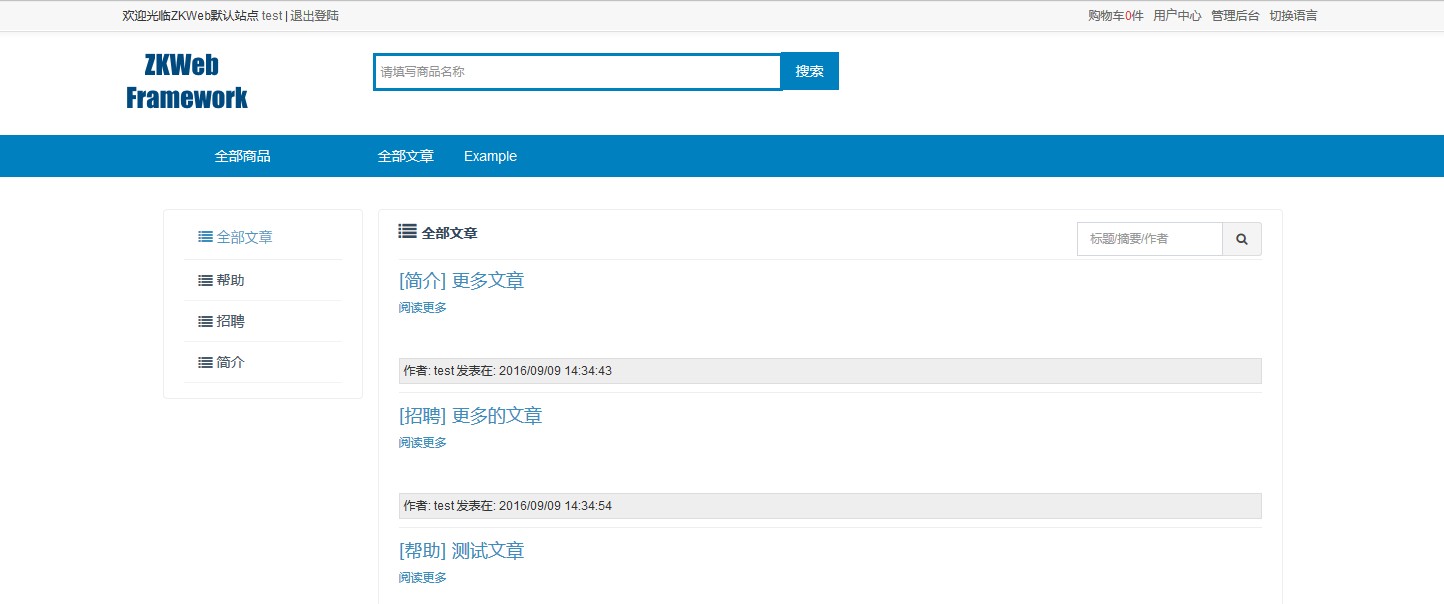 欢迎光临ZKWeb默认站点 test | 退出登陆
购物车0件 用户中心 管理后台 切换语言
ZKWeb
Framework
请填写商品名称 搜索
全部商品 全部文章 Example
全部文章
帮助
招聘
简介
全部文章 标题/摘要/作者
[简介] 更多文章
阅读更多
作者: test 发表在: 2016/09/09 14:34:43
[招聘] 更多的文章
阅读更多
作者: test 发表在: 2016/09/09 14:34:54
[帮助] 测试文章
阅读更多